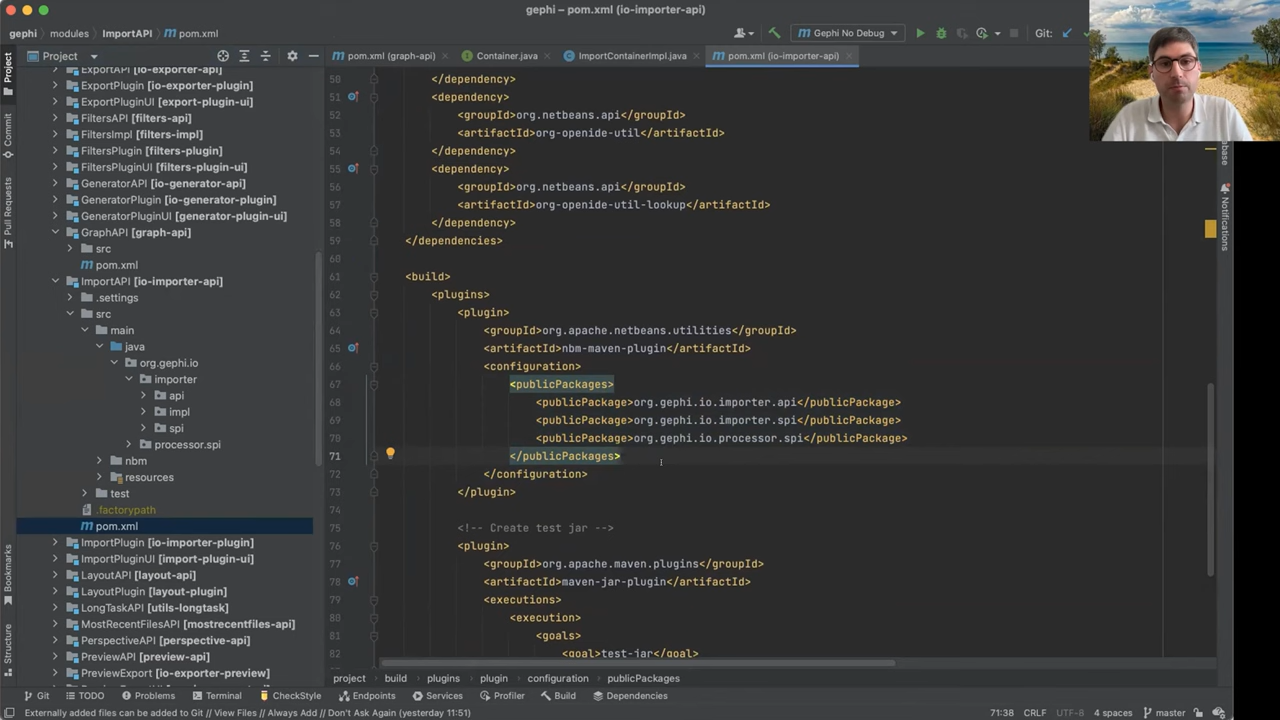 gephi – pom.xml (io-importer-api)
gephi modules ImportAPI pom.xml
Gephi No Debug
Git:
Project
pom.xml (graph-api)
Container.java
ImportContainerImpl.java
pom.xml (io-importer-api)
Project
Commit
Pull Requests
Bookmarks
Structure
ExportAPI [io-exporter-api]
ExportPlugin [io-exporter-plugin]
ExportPluginUI [export-plugin-ui]
FiltersAPI [filters-api]
FiltersImpl [filters-impl]
FiltersPlugin [filters-plugin]
FiltersPluginUI [filters-plugin-ui]
GeneratorAPI [io-generator-api]
GeneratorPlugin [io-generator-plugin]
GeneratorPluginUI [generator-plugin-ui]
GraphAPI [graph-api]
src
pom.xml
ImportAPI [io-importer-api]
.settings
src
main
java
org.gephi.io
importer
api
impl
spi
processor.spi
nbm
resources
test
.factorypath
pom.xml
ImportPlugin [io-importer-plugin]
ImportPluginUI [import-plugin-ui]
LayoutAPI [layout-api]
LayoutPlugin [layout-plugin]
LongTaskAPI [utils-longtask]
MostRecentFilesAPI [mostrecentfiles-api]
PerspectiveAPI [perspective-api]
PreviewAPI [preview-api]
PreviewExport [io-exporter-preview]
50 </dependency>
51 <dependency>
52 <groupId>org.netbeans.api</groupId>
53 <artifactId>org-openide-util</artifactId>
54 </dependency>
55 <dependency>
56 <groupId>org.netbeans.api</groupId>
57 <artifactId>org-openide-util-lookup</artifactId>
58 </dependency>
59 </dependencies>
60
61 <build>
62 <plugins>
63 <plugin>
64 <groupId>org.apache.netbeans.utilities</groupId>
65 <artifactId>nbm-maven-plugin</artifactId>
66 <configuration>
67 <publicPackages>
68 <publicPackage>org.gephi.io.importer.api</publicPackage>
69 <publicPackage>org.gephi.io.importer.spi</publicPackage>
70 <publicPackage>org.gephi.io.processor.spi</publicPackage>
71 </publicPackages>
72 </configuration>
73 </plugin>
74
75 <!-- Create test jar -->
76 <plugin>
77 <groupId>org.apache.maven.plugins</groupId>
78 <artifactId>maven-jar-plugin</artifactId>
79 <executions>
80 <execution>
81 <goals>
82 <goal>test-jar</goal>
Notifications
project build plugins plugin configuration publicPackages
Git TODO Problems Terminal CheckStyle Endpoints Services Profiler Build Dependencies
Externally added files can be added to Git // View Files // Always Add // Don't Ask Again (yesterday 11:51)
71:38 CRLF UTF-8 4 spaces master